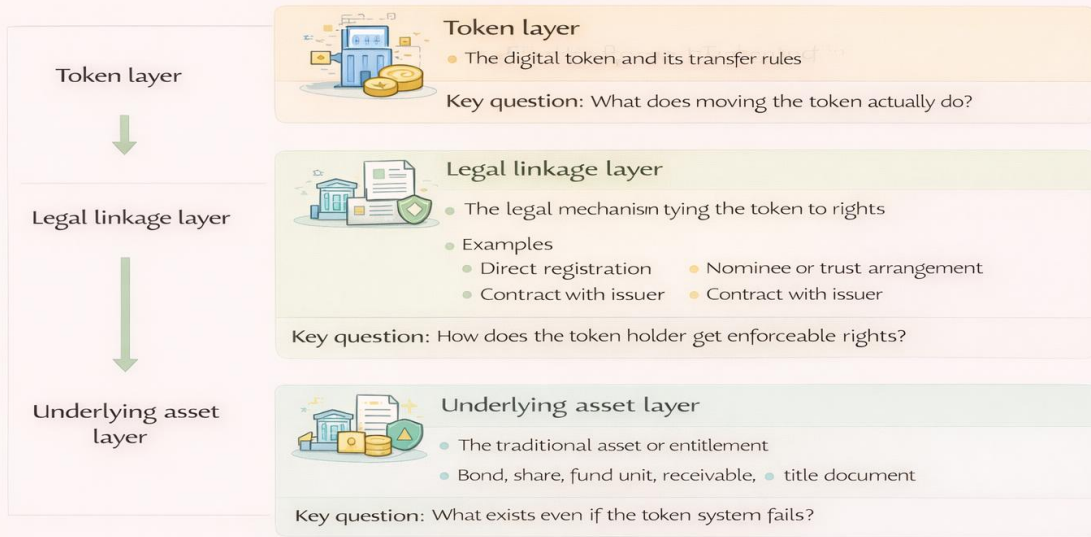 Token layer
Legal linkage layer
Underlying asset
layer
Token layer
The digital token and its transfer rules
Key question: What does moving the token actually do?
Legal linkage layer
The legal mechanism tying the token to rights
Examples
Direct registration
Nominee or trust arrangement
Contract with issuer
Contract with issuer
Key question: How does the token holder get enforceable rights?
Underlying asset layer
The traditional asset or entitlement
Bond, share, fund unit, receivable, title document
Key question: What exists even if the token system fails?